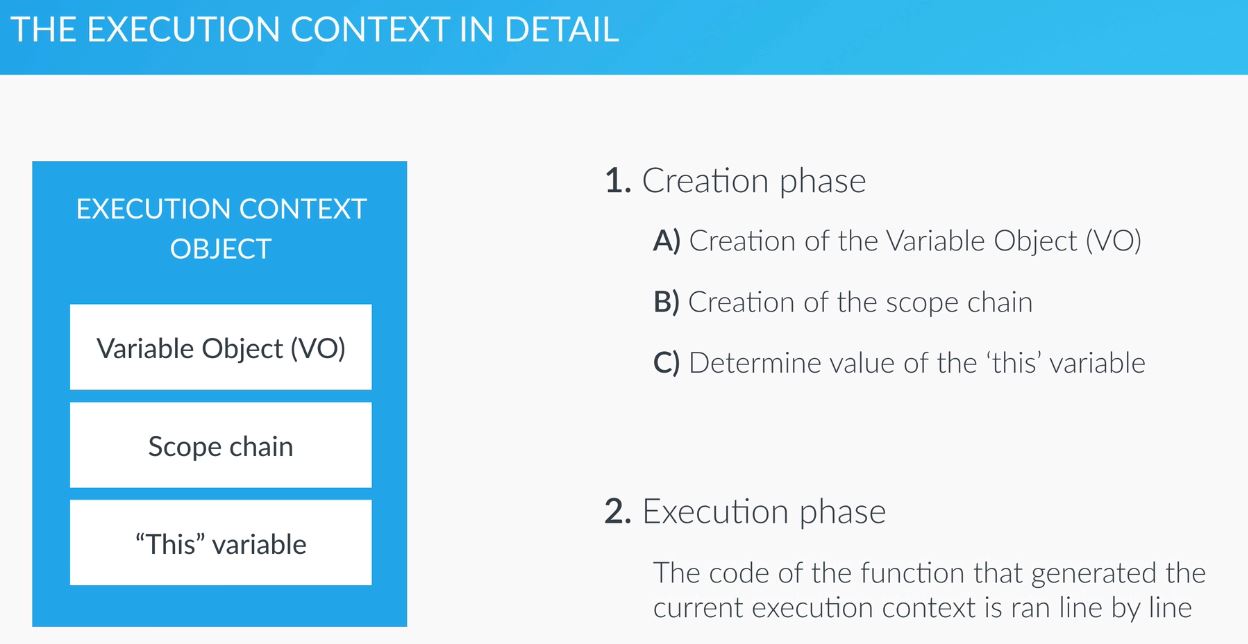 THE EXECUTION CONTEXT IN DETAIL
EXECUTION CONTEXT
OBJECT
Variable Object (VO)
Scope chain
“This” variable
1. Creation phase
A) Creation of the Variable Object (VO)
B) Creation of the scope chain
C) Determine value of the ‘this’ variable
2. Execution phase
The code of the function that generated the
current execution context is ran line by line